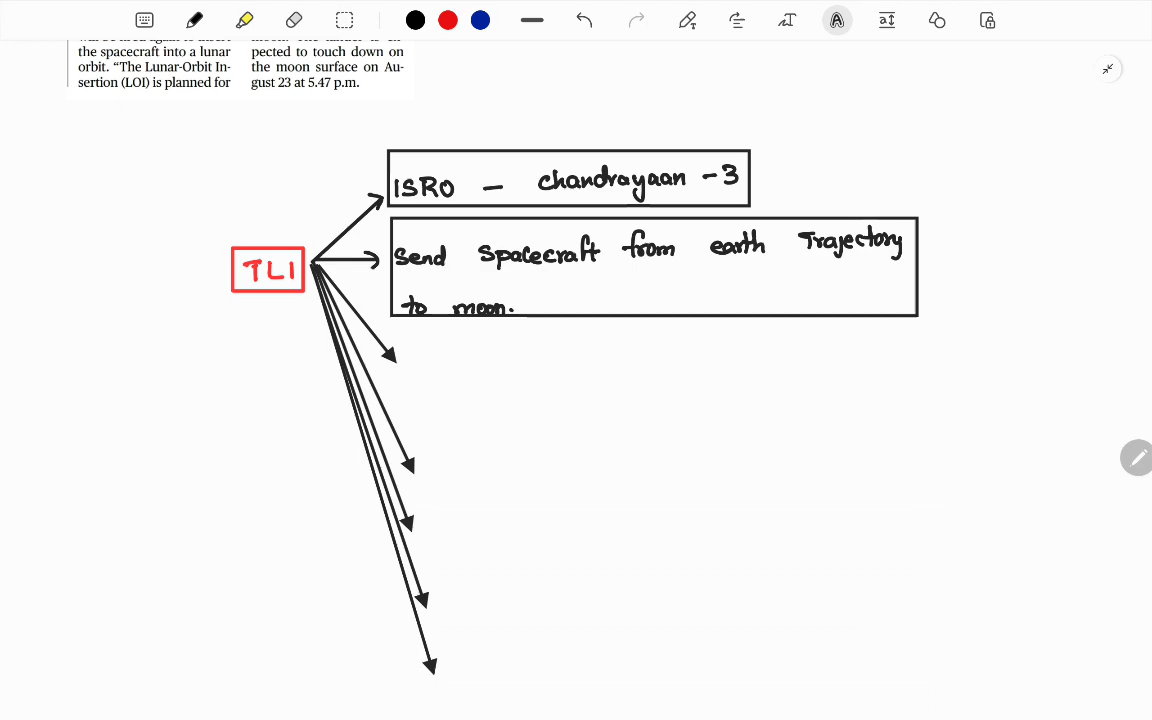 the spacecraft into a lunar
orbit. “The Lunar-Orbit In-
sertion (LOI) is planned for
pected to touch down on
the moon surface on Au-
gust 23 at 5.47 p.m.
ISRO - chandrayaan -3
TLI
Send spacecraft from earth Trajectory
to moon.